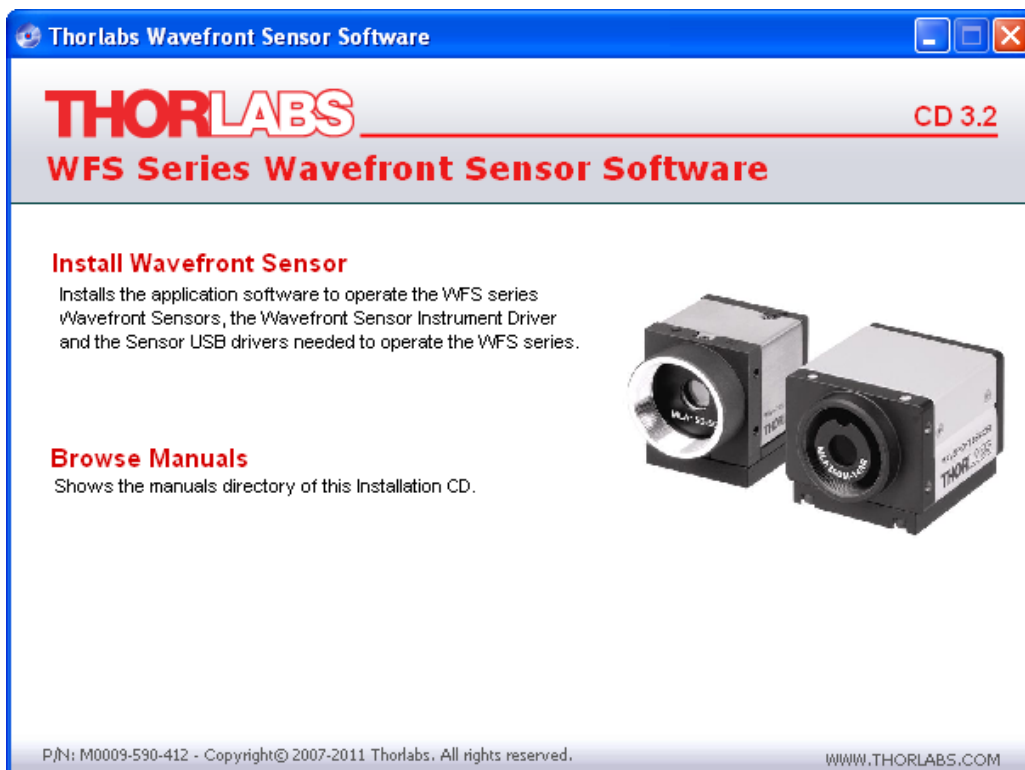 Thorlabs Wavefront Sensor Software
THORLABS
CD 3.2
WFS Series Wavefront Sensor Software
Install Wavefront Sensor
Installs the application software to operate the WFS series
Wavefront Sensors, the Wavefront Sensor Instrument Driver
and the Sensor USB drivers needed to operate the WFS series.
Browse Manuals
Shows the manuals directory of this Installation CD.
THORLABS
P/N: M0009-590-412 - Copyright© 2007-2011 Thorlabs. All rights reserved.
WWW.THORLABS.COM